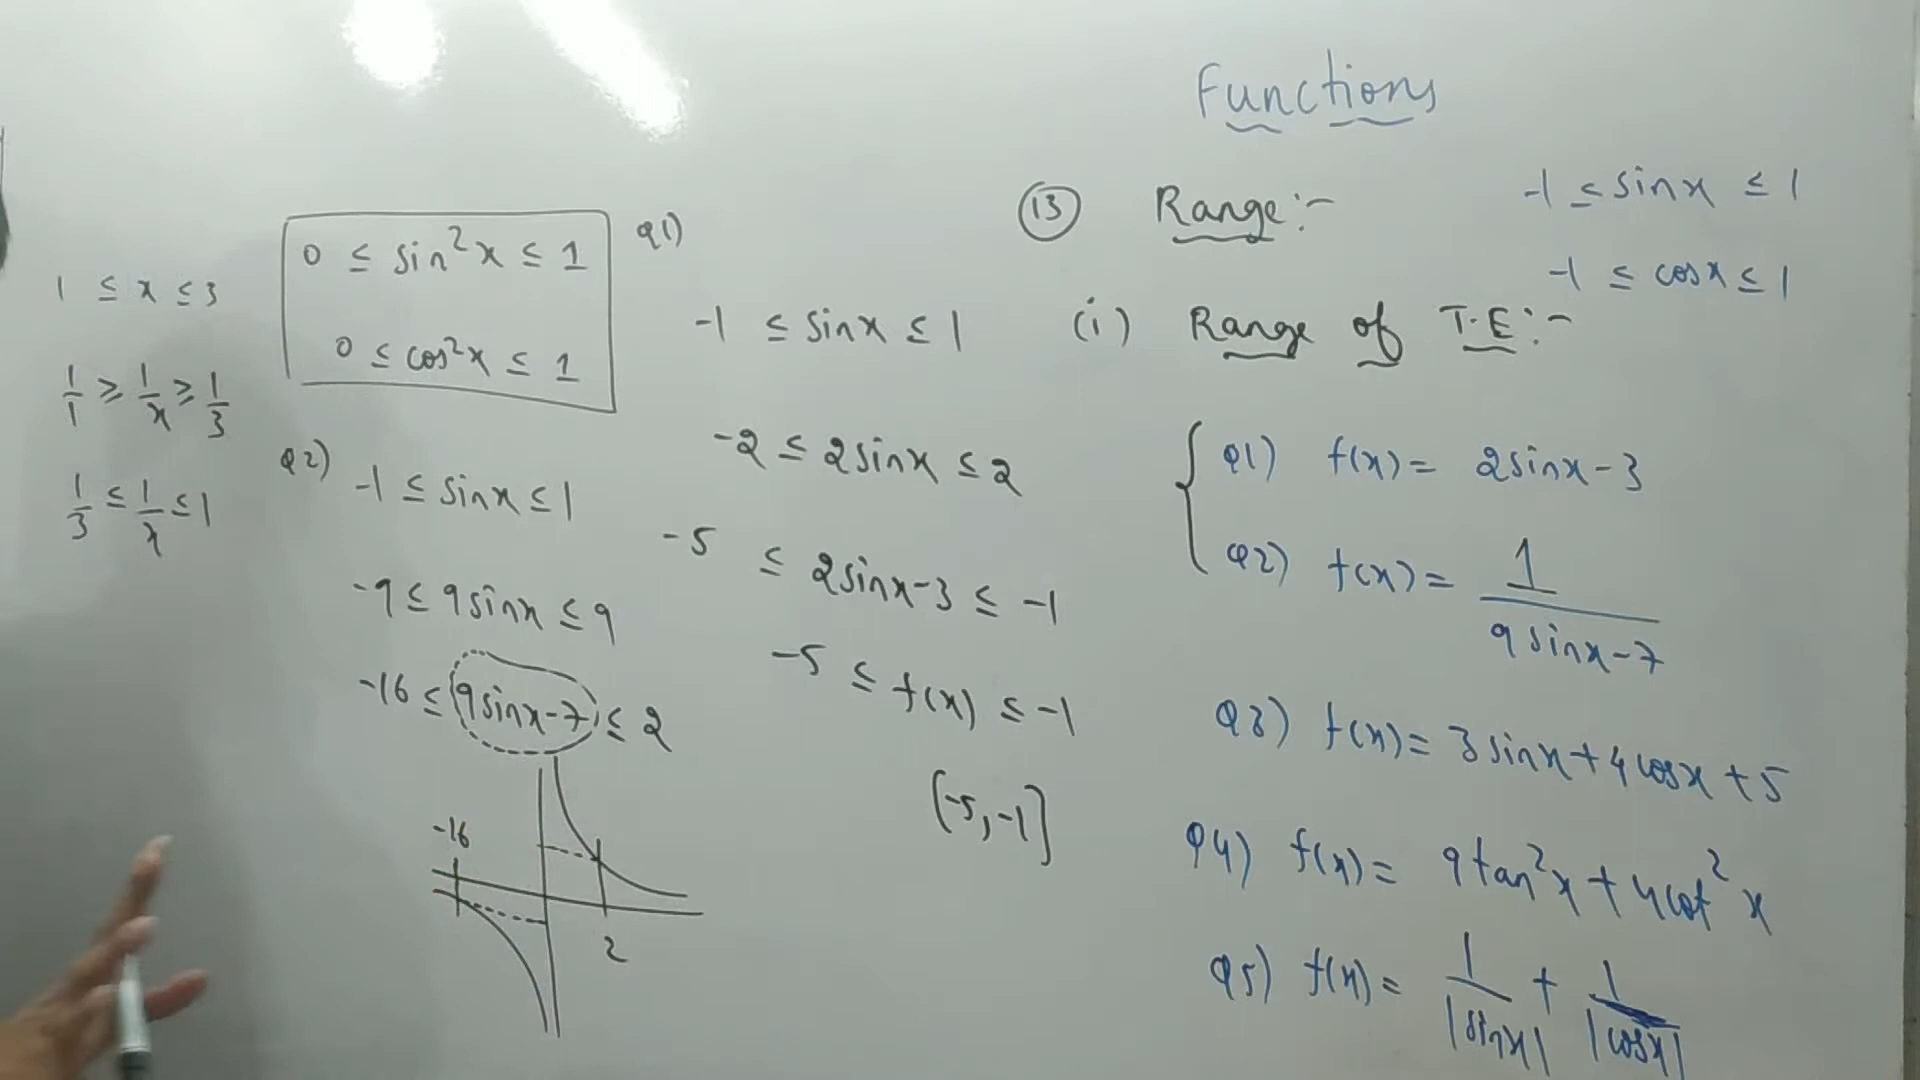 Functions
(13) Range:-
-1 ≤ sinx ≤ 1
-1 ≤ cosx ≤ 1
(i) Range of T.E:-
Q1) f(x) = 2sinx-3
Q2) f(x) = 1/(9sinx-7)
Q3) f(x) = 3sinx+4cosx+5
Q4) f(x) = 9tan²x+4cot²x
Q5) f(x) = 1/|sinx| + 1/|cosx|
Q1)
-1 ≤ sinx ≤ 1
-2 ≤ 2sinx ≤ 2
-5 ≤ 2sinx-3 ≤ -1
-5 ≤ f(x) ≤ -1
[-5,-1]
0 ≤ sin²x ≤ 1
0 ≤ cos²x ≤ 1
Q2)
-1 ≤ sinx ≤ 1
-9 ≤ 9sinx ≤ 9
-16 ≤ 9sinx-7 ≤ 2
-16
2
1 ≤ x ≤ 3
1/1 ≥ 1/x ≥ 1/3
1/3 ≤ 1/x ≤ 1